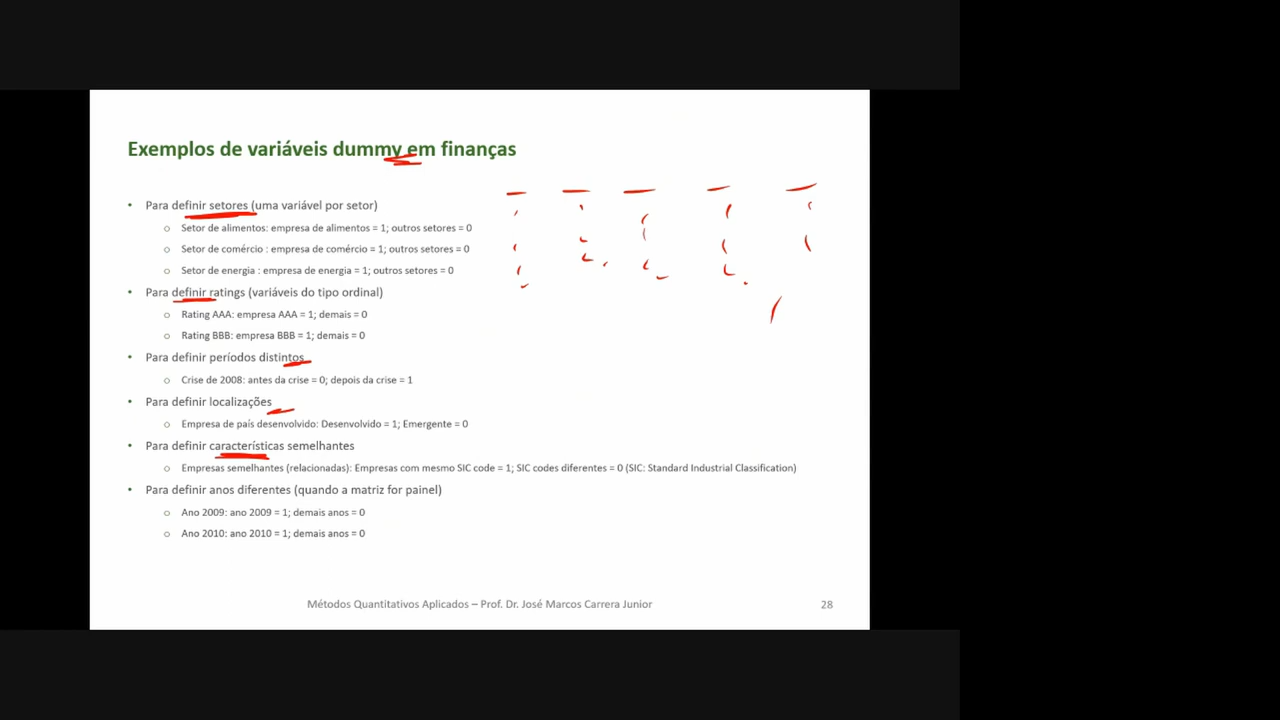 Exemplos de variáveis dummy em finanças
• Para definir setores (uma variável por setor)
o Setor de alimentos: empresa de alimentos = 1; outros setores = 0
o Setor de comércio : empresa de comércio = 1; outros setores = 0
o Setor de energia : empresa de energia = 1; outros setores = 0
• Para definir ratings (variáveis do tipo ordinal)
o Rating AAA: empresa AAA = 1; demais = 0
o Rating BBB: empresa BBB = 1; demais = 0
• Para definir períodos distintos
o Crise de 2008: antes da crise = 0; depois da crise = 1
• Para definir localizações
o Empresa de país desenvolvido: Desenvolvido = 1; Emergente = 0
• Para definir características semelhantes
o Empresas semelhantes (relacionadas): Empresas com mesmo SIC code = 1; SIC codes diferentes = 0 (SIC: Standard Industrial Classification)
• Para definir anos diferentes (quando a matriz for painel)
o Ano 2009: ano 2009 = 1; demais anos = 0
o Ano 2010: ano 2010 = 1; demais anos = 0
Métodos Quantitativos Aplicados – Prof. Dr. José Marcos Carrera Junior
28